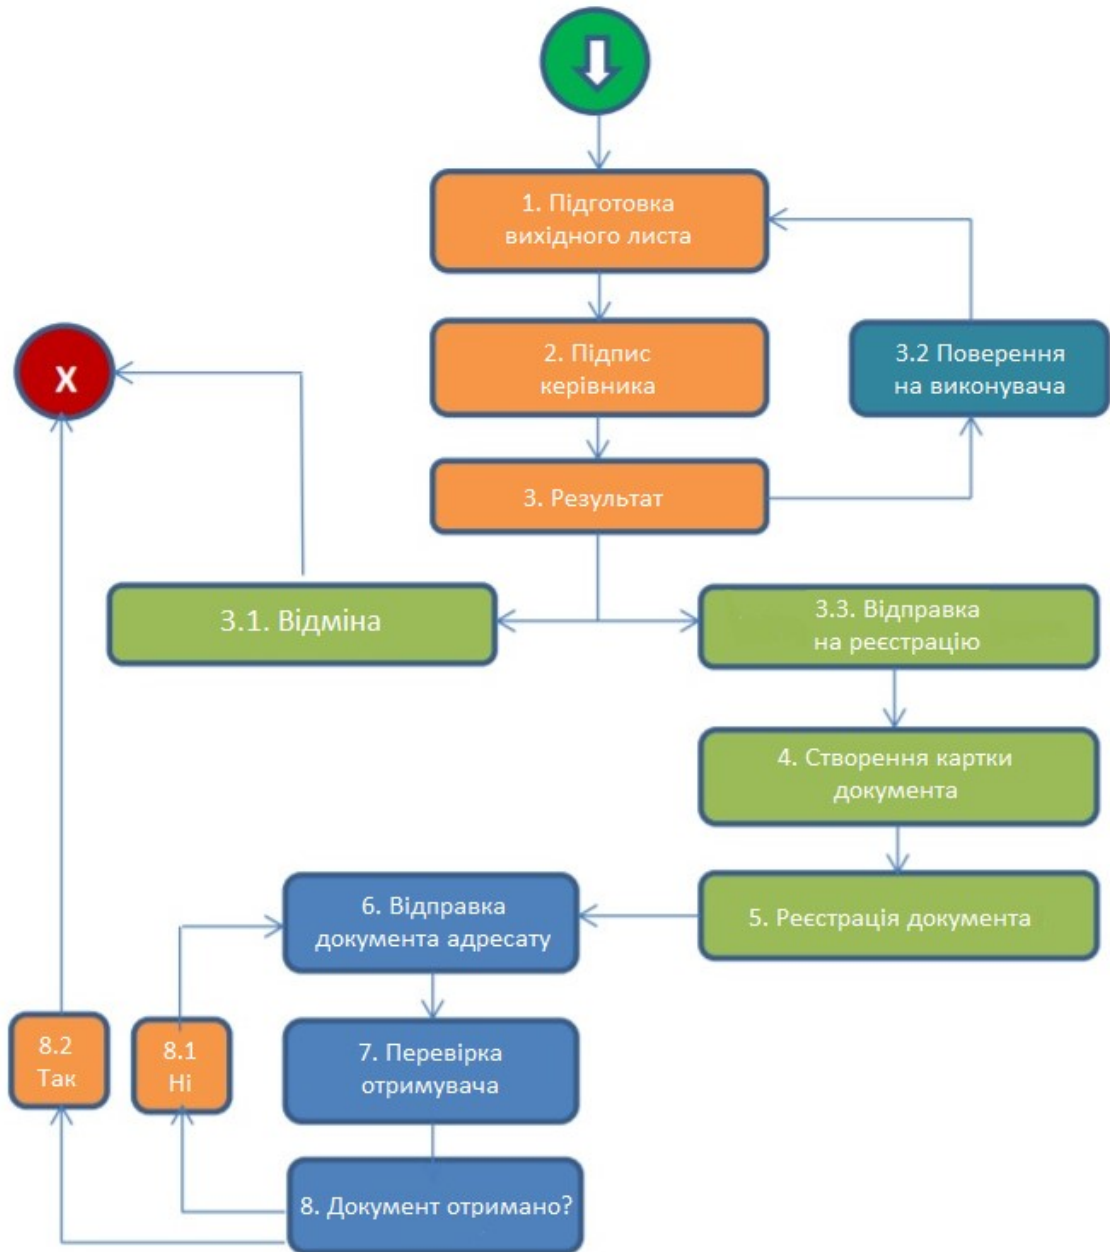 1. Підготовка
вихідного листа
2. Підпис
керівника
3.2 Поверення
на виконувача
X
3. Результат
3.1. Відміна
3.3. Відправка
на реєстрацію
4. Створення картки
документа
5. Реєстрація документа
6. Відправка
документа адресату
7. Перевірка
отримувача
8.2
Так
8.1
Ні
8. Документ отримано?